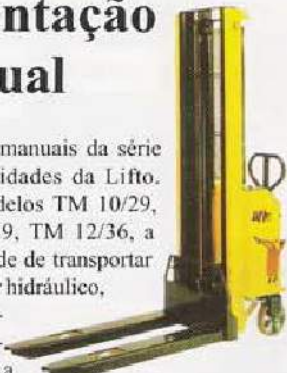 ntação
ual
manuais da série
idades da Lifto.
delos TM 10/29,
9, TM 12/36, a
de de transportar
r hidráulico,
a